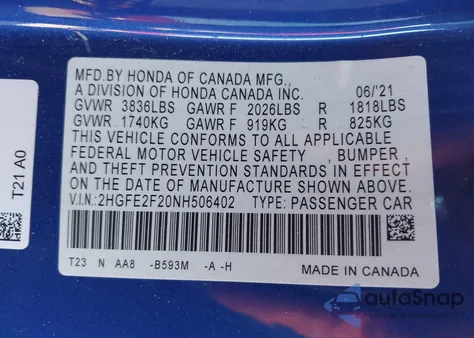 MFD.BY HONDA OF CANADA MFG.,
A DIVISION OF HONDA CANADA INC. 06/'21
GVWR 3836LBS GAWR F 2026LBS R 1818LBS
GVWR 1740KG GAWR F 919KG R 825KG
THIS VEHICLE CONFORMS TO ALL APPLICABLE
FEDERAL MOTOR VEHICLE SAFETY , BUMPER ,
AND THEFT PREVENTION STANDARDS IN EFFECT
ON THE DATE OF MANUFACTURE SHOWN ABOVE.
V.I.N.:2HGFE2F20NH506402 TYPE: PASSENGER CAR
T23 N AA8 -B593M -A -H MADE IN CANADA
T21 A0
autoSnap